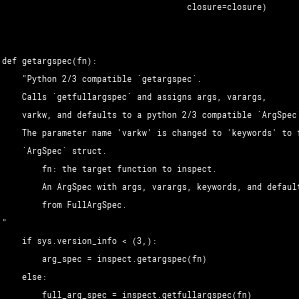 closure=closure)
def getargspec(fn):
"Python 2/3 compatible `getargspec`.
Calls `getfullargspec` and assigns args, varargs,
varkw, and defaults to a python 2/3 compatible `ArgSpec
The parameter name 'varkw' is changed to 'keywords' to
`ArgSpec` struct.
fn: the target function to inspect.
An ArgSpec with args, varargs, keywords, and default
from FullArgSpec.
"
if sys.version_info < (3,):
arg_spec = inspect.getargspec(fn)
else:
full_arg_spec = inspect.getfullargspec(fn)